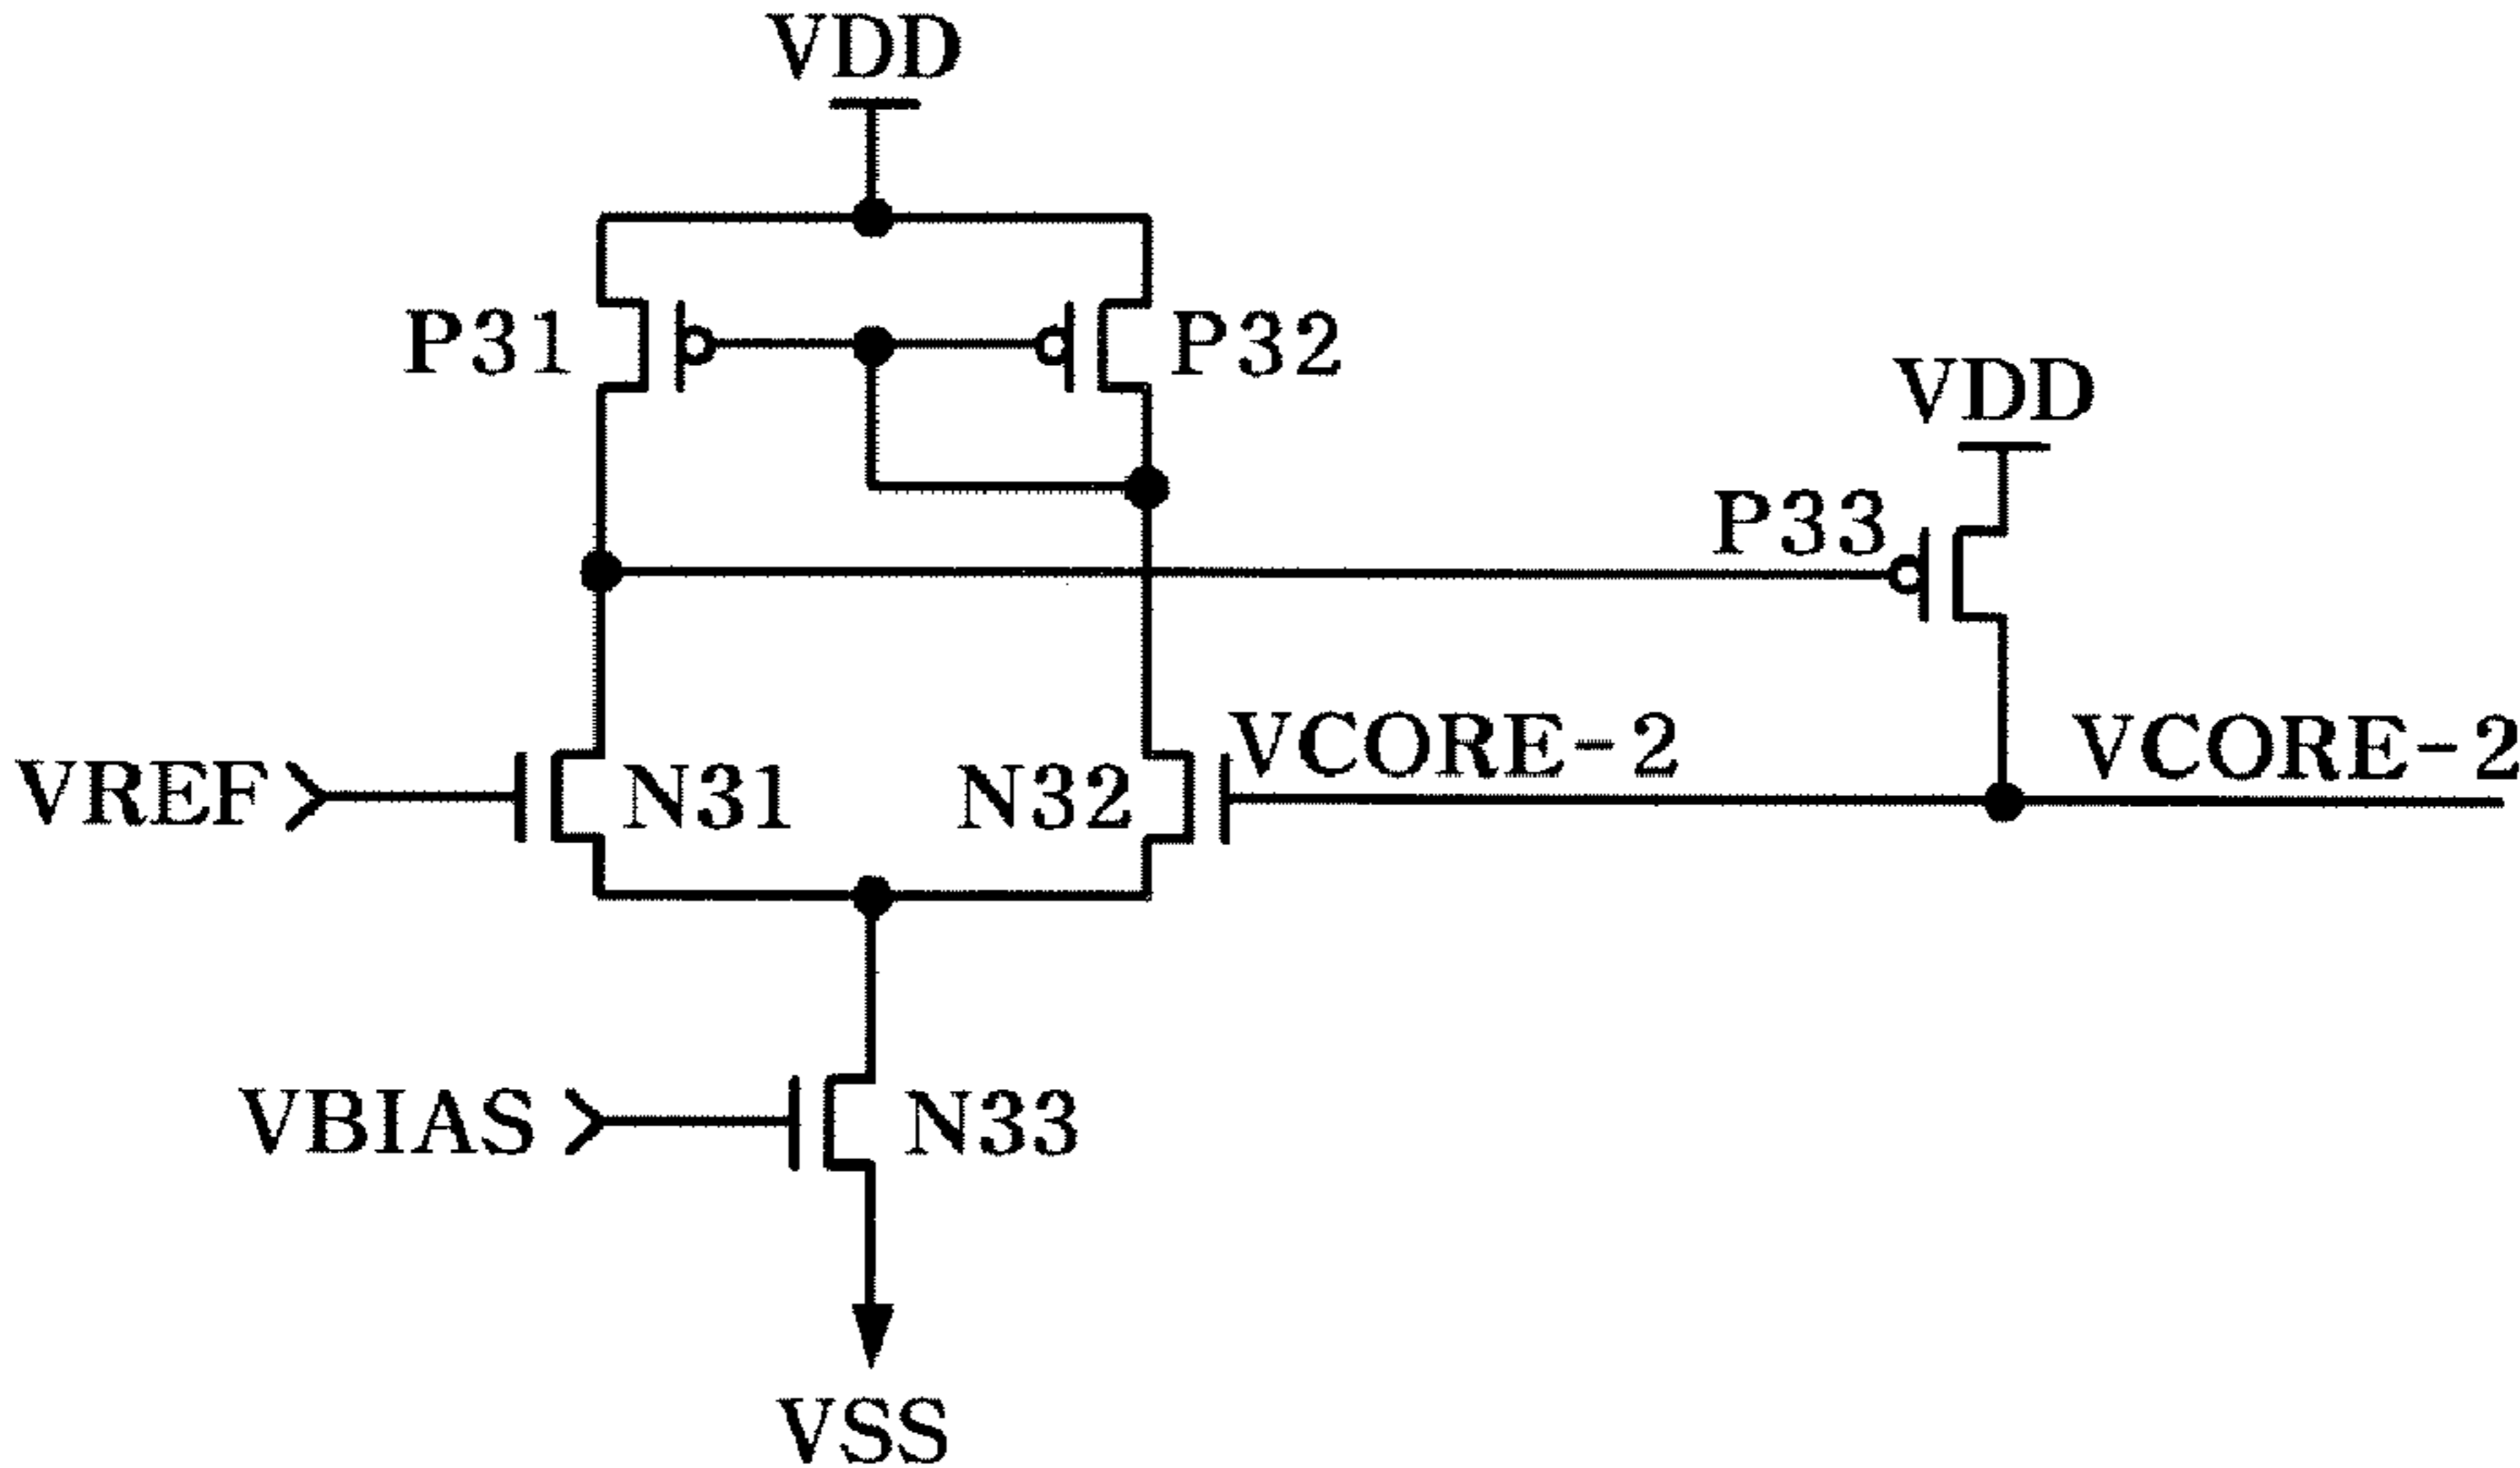 VDD
P31
P32
VDD
P33
VCORE-2
VCORE-2
VREF
N31
N32
VBIAS
N33
VSS